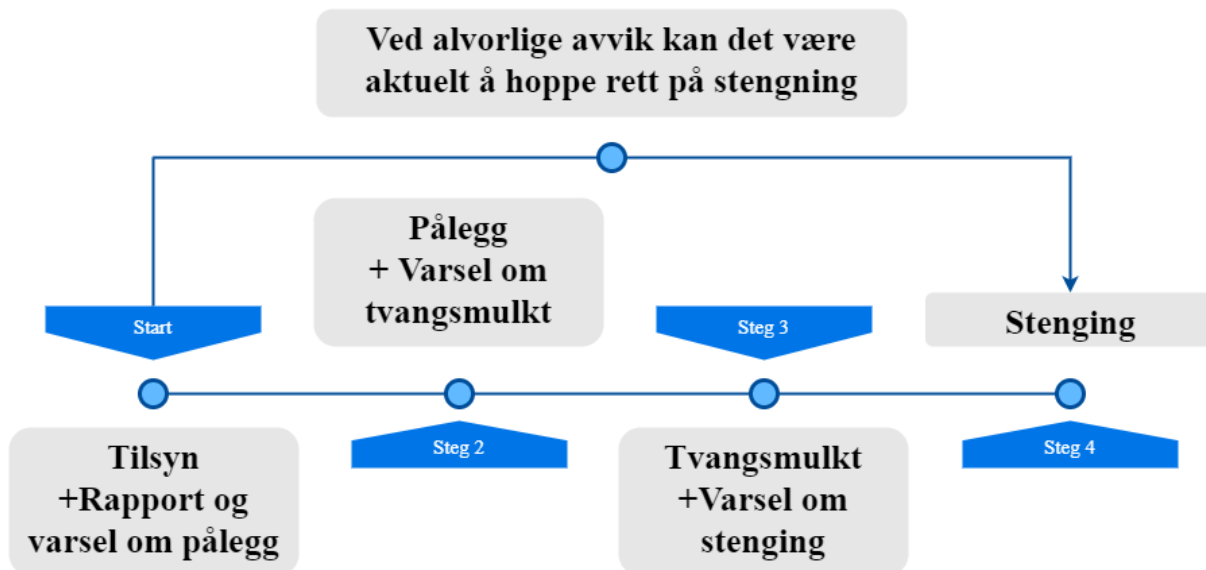 Ved alvorlige avvik kan det være
aktuelt å hoppe rett på stengning
Pålegg
+ Varsel om
tvangsmulkt
Start
Steg 3
Stenging
Tilsyn
+Rapport og
varsel om pålegg
Steg 2
Tvangsmulkt
+Varsel om
stenging
Steg 4